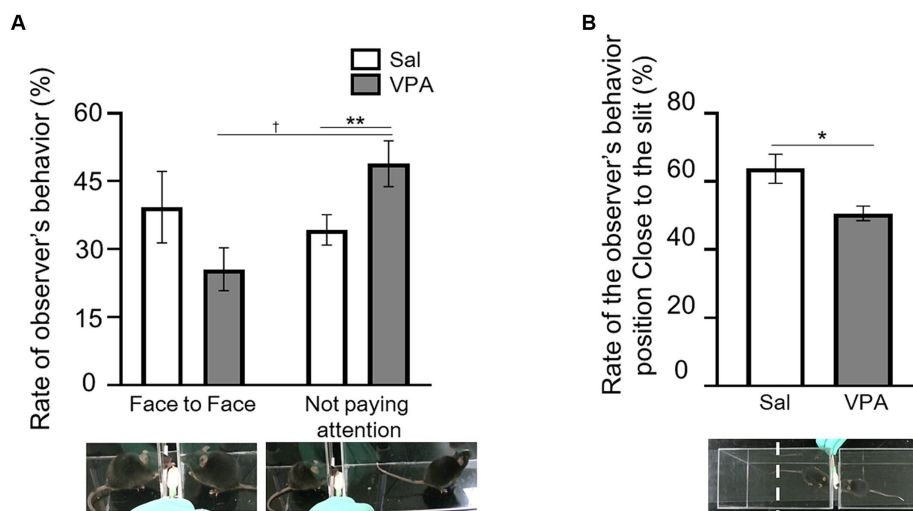 A
Sal
VPA
Rate of observer's behavior (%)
60
45
30
15
0
†
**
Face to Face
Not paying
attention
B
Rate of the observer's behavior
position Close to the slit (%)
80
60
40
20
0
*
Sal
VPA